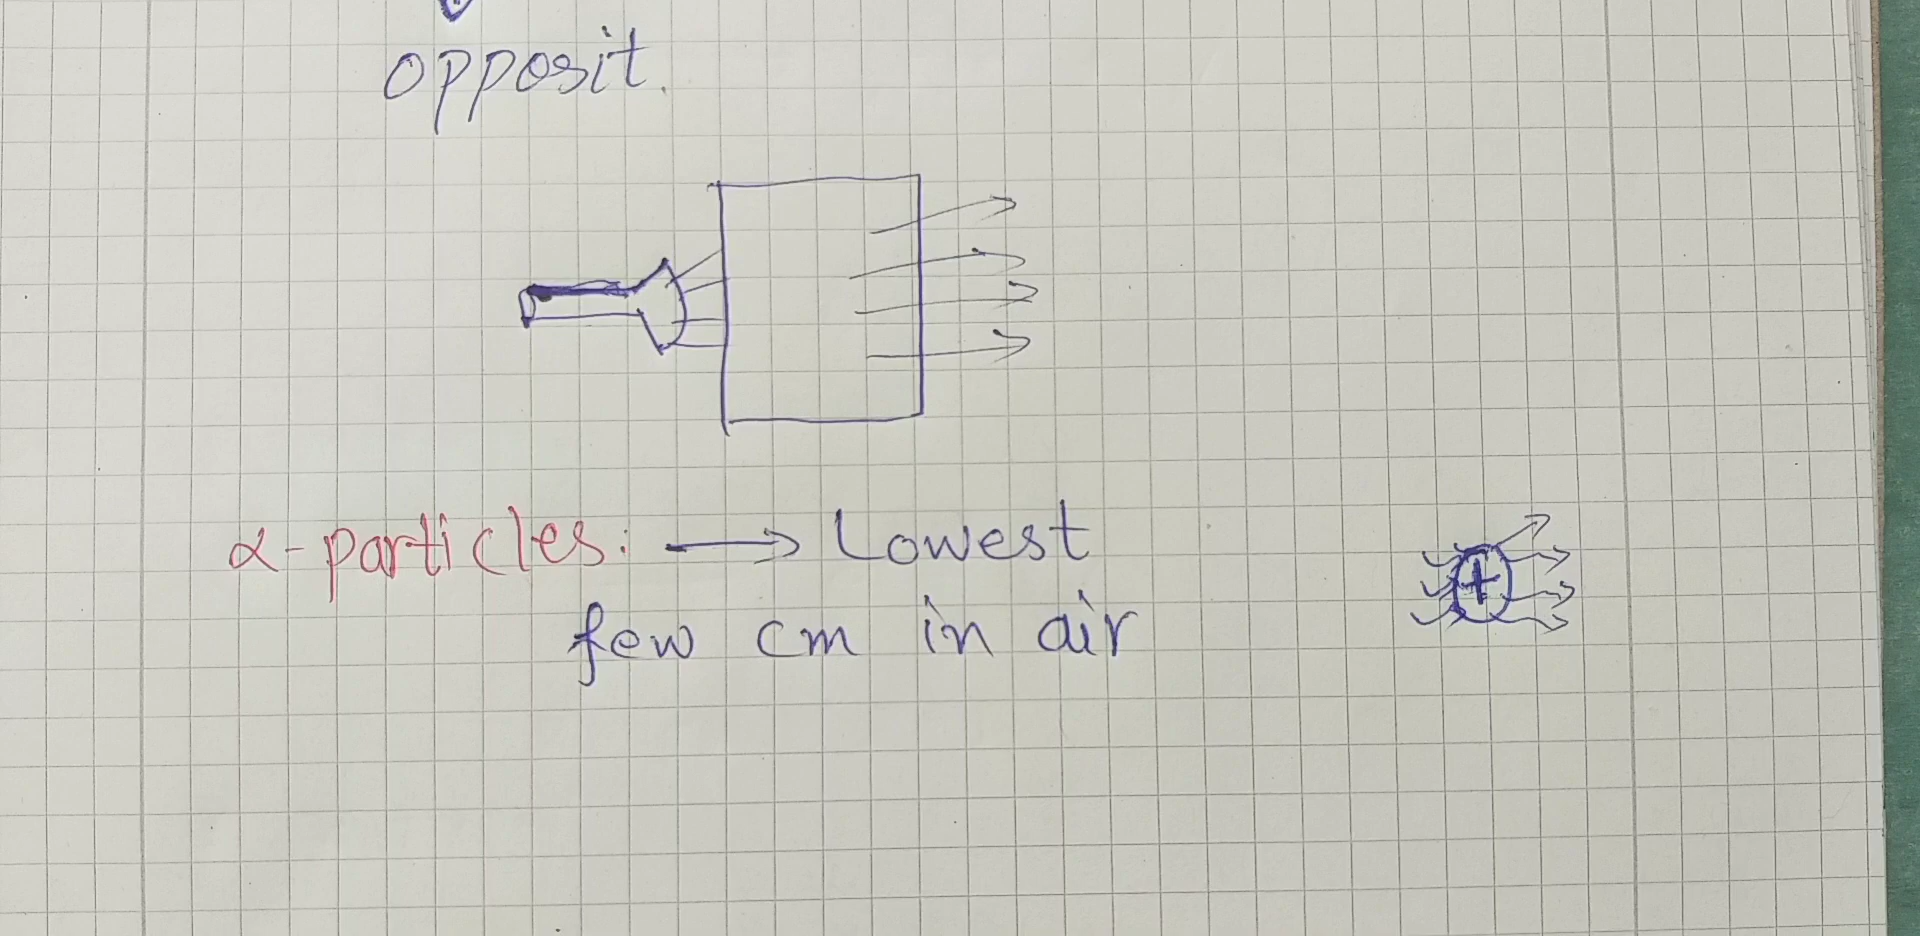 opposit.
α-particles: → Lowest
few cm in air
+